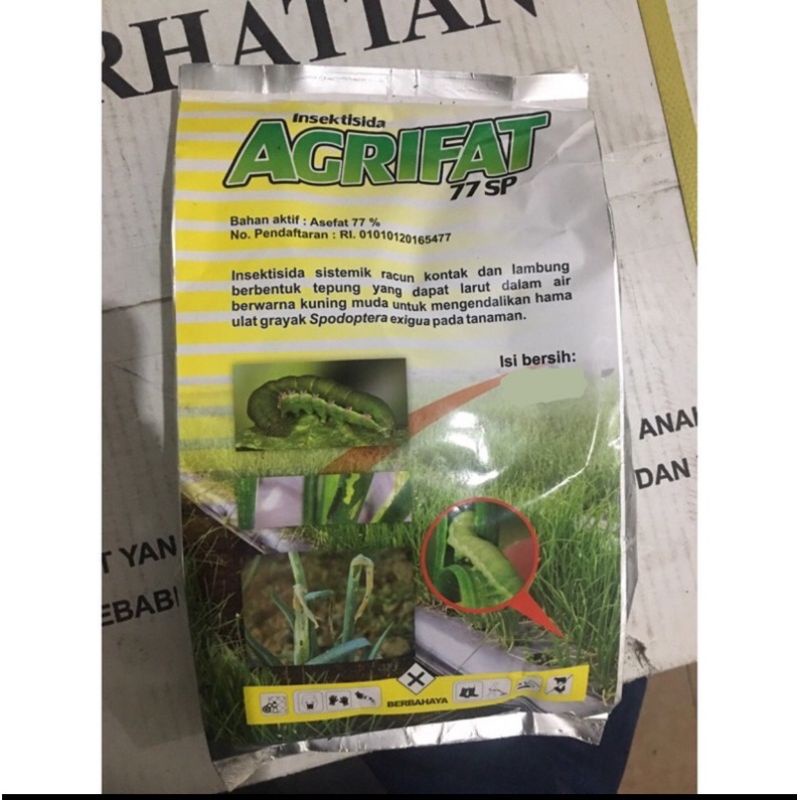 RHATIAN
Insektisida
AGRIFAT
77 SP
Bahan aktif : Asefat 77 %
No. Pendaftaran : RI. 01010120165477
Insektisida sistemik racun kontak dan lambung
berbentuk tepung yang dapat larut dalam air
berwarna kuning muda untuk mengendalikan hama
ulat grayak Spodoptera exigua pada tanaman.
Isi bersih:
ANA
DAN
T YAN
EBABI
BERBAHAYA